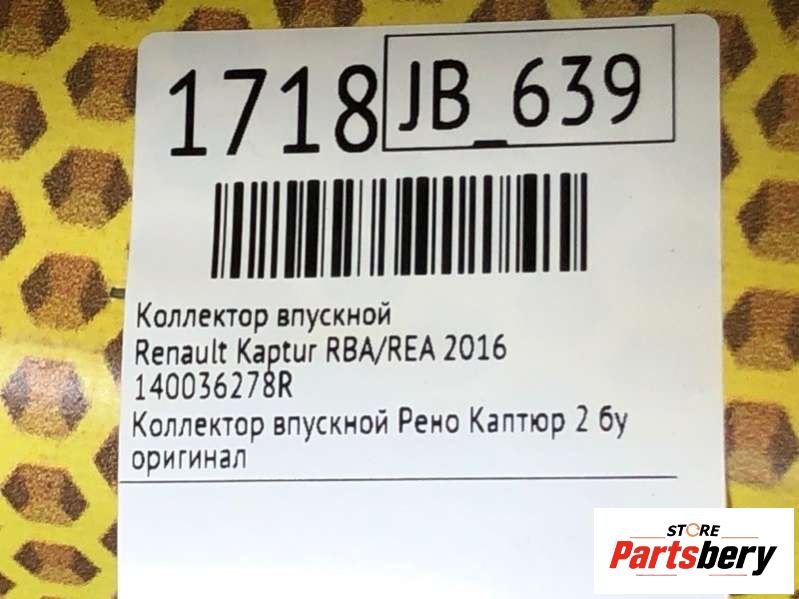 1718 JB_639
Коллектор впускной
Renault Kaptur RBA/REA 2016
140036278R
Коллектор впускной Рено Каптюр 2 бу
оригинал
STORE
Partsbery